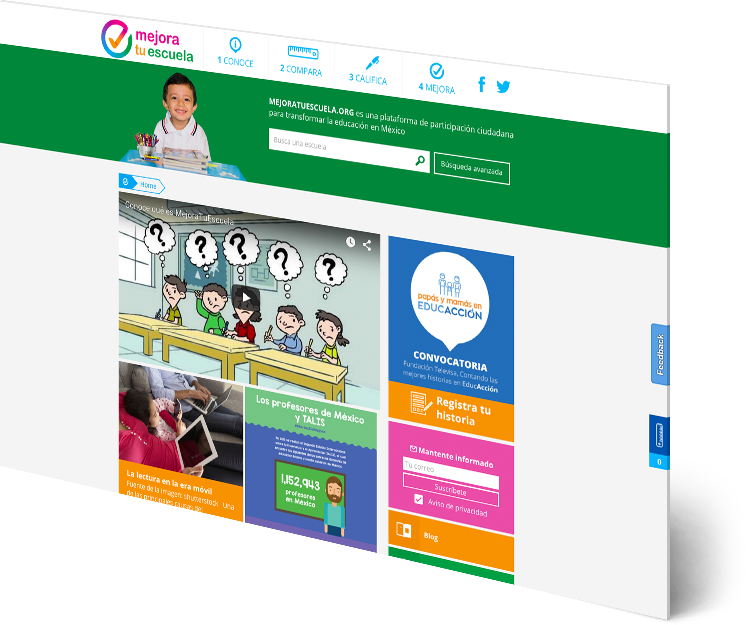 mejora
tu escuela
1 CONOCE
2 COMPARA
3 CALIFICA
4 MEJORA
MEJORATUESCUELA.ORG es una plataforma de participación ciudadana
para transformar la educación en México
Busca una escuela
Búsqueda avanzada
Home
Conoce qué es MejoraTuEscuela
? ? ? ? ?
papás y mamás en
EDUCACCIÓN
CONVOCATORIA
Fundación Televisa, Contando las
mejores historias en EducAcción
Registra tu
historia
Los profesores de México
y TALIS
1,152,943
profesores
en México
La lectura en la era móvil
Fuente de la imagen: shutterstock Una
de las principales causas de
Mantente informado
Tu correo
Suscríbete
Aviso de privacidad
Blog
Feedback
0